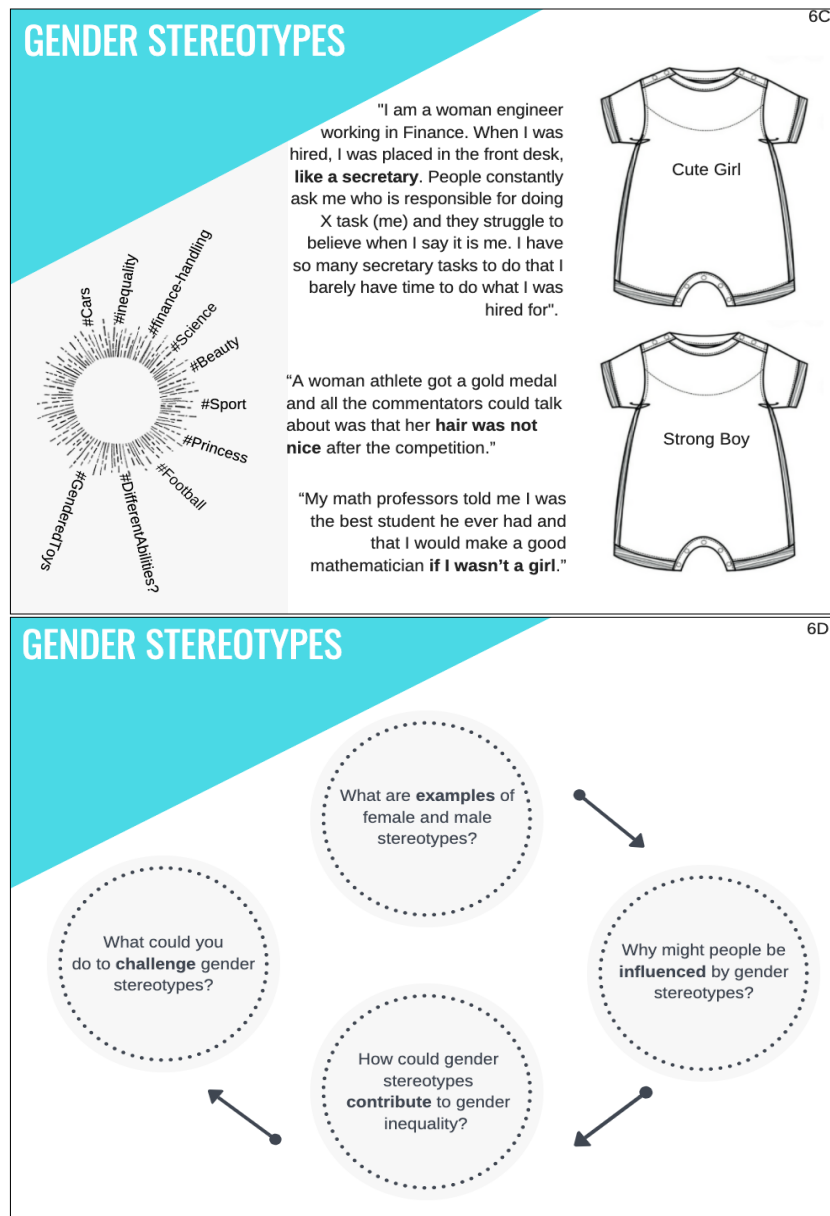 6C
GENDER STEREOTYPES
"I am a woman engineer
working in Finance. When I was
hired, I was placed in the front desk,
like a secretary. People constantly
ask me who is responsible for doing
X task (me) and they struggle to
believe when I say it is me. I have
so many secretary tasks to do that I
barely have time to do what I was
hired for".
“A woman athlete got a gold medal
and all the commentators could talk
about was that her hair was not
nice after the competition.”
“My math professors told me I was
the best student he ever had and
that I would make a good
mathematician if I wasn’t a girl.”
#Cars
#inequality
#finance-handling
#Science
#Beauty
#Sport
#Princess
#Football
#DifferentAbilities?
#GenderedToys
Cute Girl
Strong Boy
6D
GENDER STEREOTYPES
What are examples of
female and male
stereotypes?
Why might people be
influenced by gender
stereotypes?
How could gender
stereotypes
contribute to gender
inequality?
What could you
do to challenge gender
stereotypes?